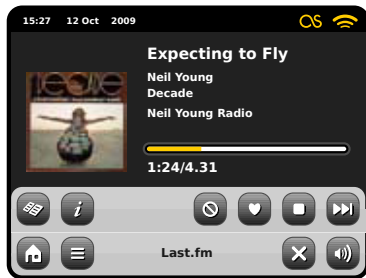 15:27 12 Oct 2009
Expecting to Fly
Neil Young
Decade
Neil Young Radio
1:24/4.31
i
Last.fm